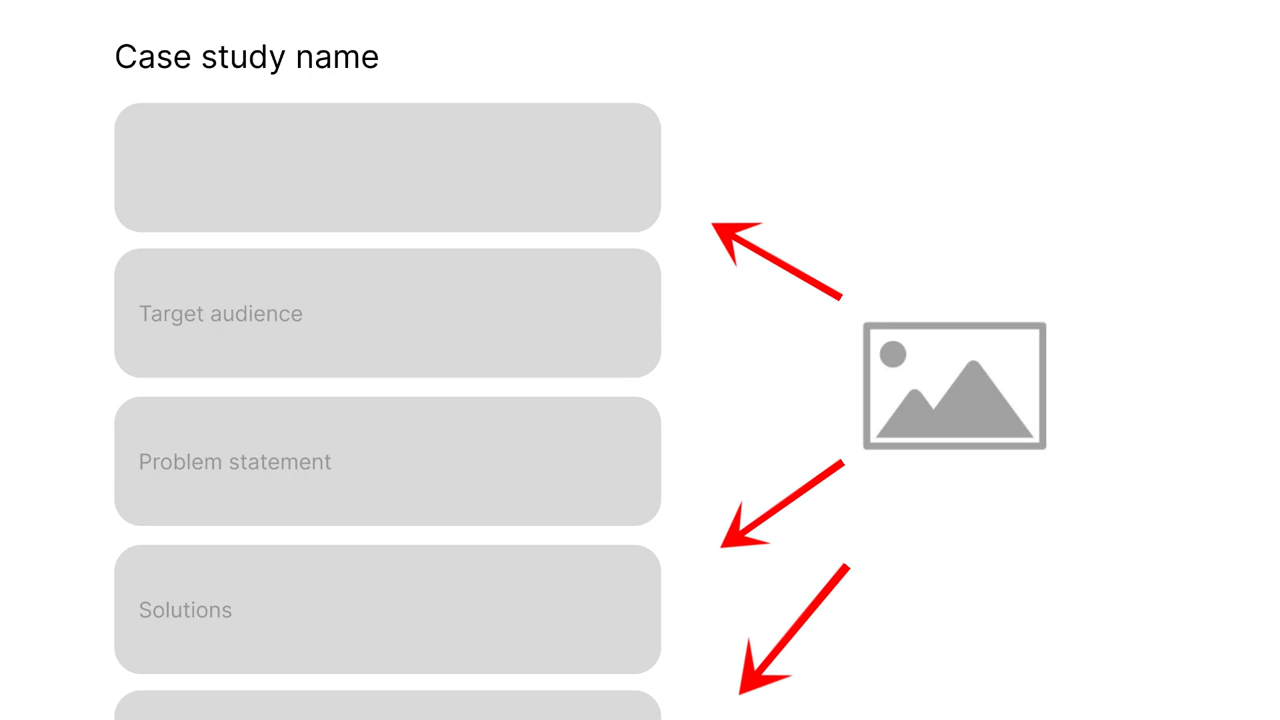 Case study name
Target audience
Problem statement
Solutions